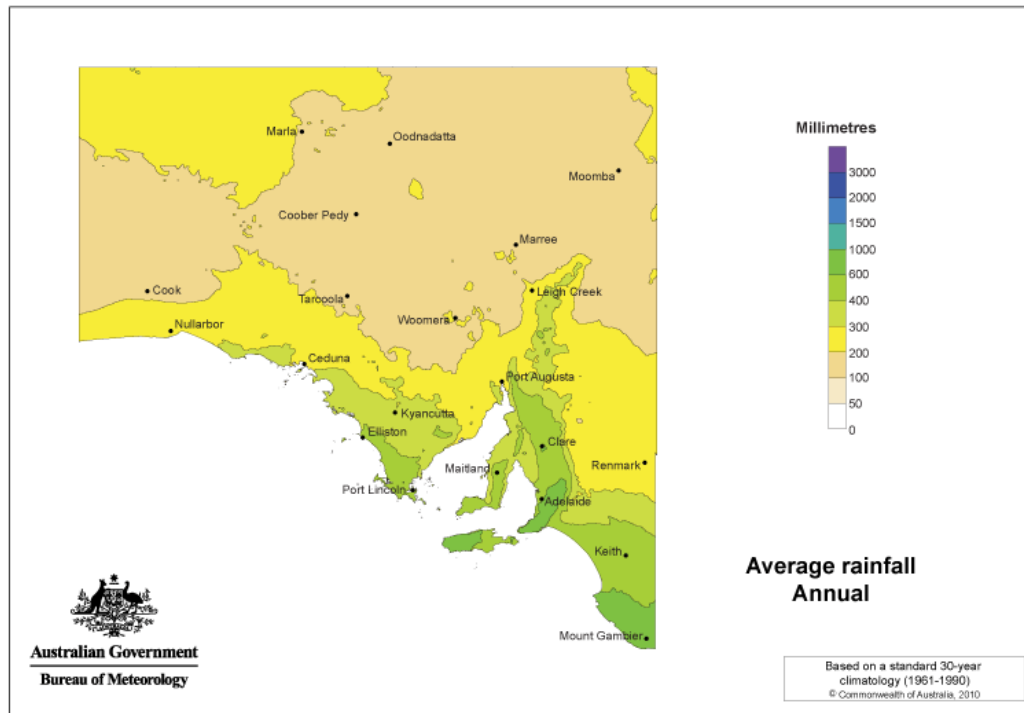 Marla
Oodnadatta
Moomba
Coober Pedy
Marree
Cook
Tarcoola
Leigh Creek
Woomera
Nullarbor
Ceduna
Port Augusta
Kyancutta
Elliston
Clare
Maitland
Renmark
Port Lincoln
Adelaide
Keith
Mount Gambier
Millimetres
3000
2000
1500
1000
600
400
300
200
100
50
0
Average rainfall
Annual
Australian Government
Bureau of Meteorology
Based on a standard 30-year
climatology (1961-1990)
© Commonwealth of Australia, 2010